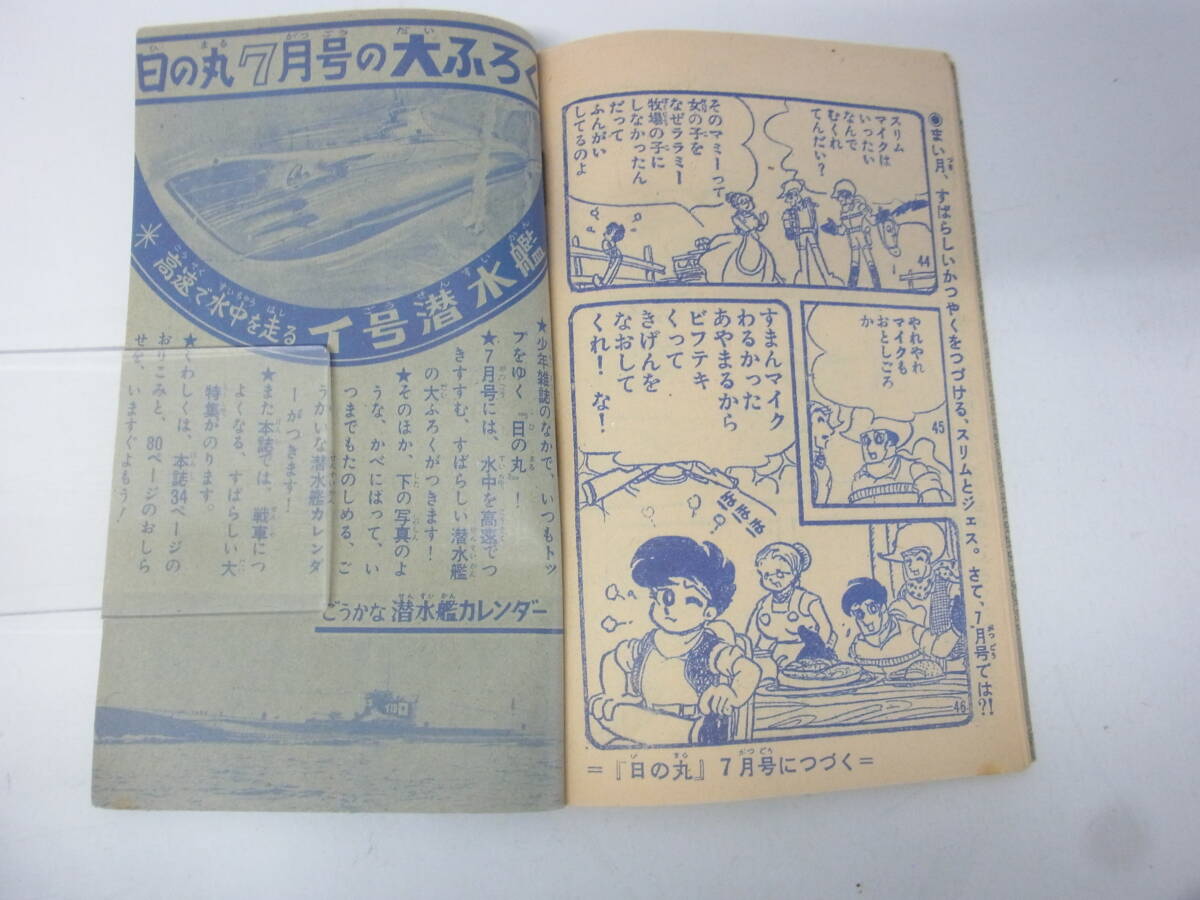 ●まい月、すばらしいかつやくをつづける、スリムとジェス。さて、7月号では?!
スリム
マイクは
いったい
なんで
むくれ
てんだい?
そのマミーって
女の子を
なぜララミー
牧場の子に
しなかったん
だって
ふんがい
してるのよ
44
やれやれ
マイクも
おとしごろ
か
45
すまんマイク
わるかった
あやまるから
ビフテキ
くって
きげんを
なおして
くれ!な!
ほほほ
46
=『日の丸』7月号につづく=
日の丸7月号の大ふろく
*高速で水中を走るイ号潜水艦
★少年雑誌のなかで、いつもトッ
プをゆく『日の丸』!
★7月号には、水中を高速でつ
きすすむ、すばらしい潜水艦
の大ふろくがつきます!
★そのほか、下の写真のよ
うな、かべにはって、い
つまでもたのしめる、ご
うかいな潜水艦カレンダ
ーがつきます!
★また本誌では、戦車につ
よくなる、すばらしい大
特集がのります。
★くわしくは、本誌34ページの
おりこみと、80ページのおしら
せを、いますぐよもう!
ごうかな潜水艦カレンダー